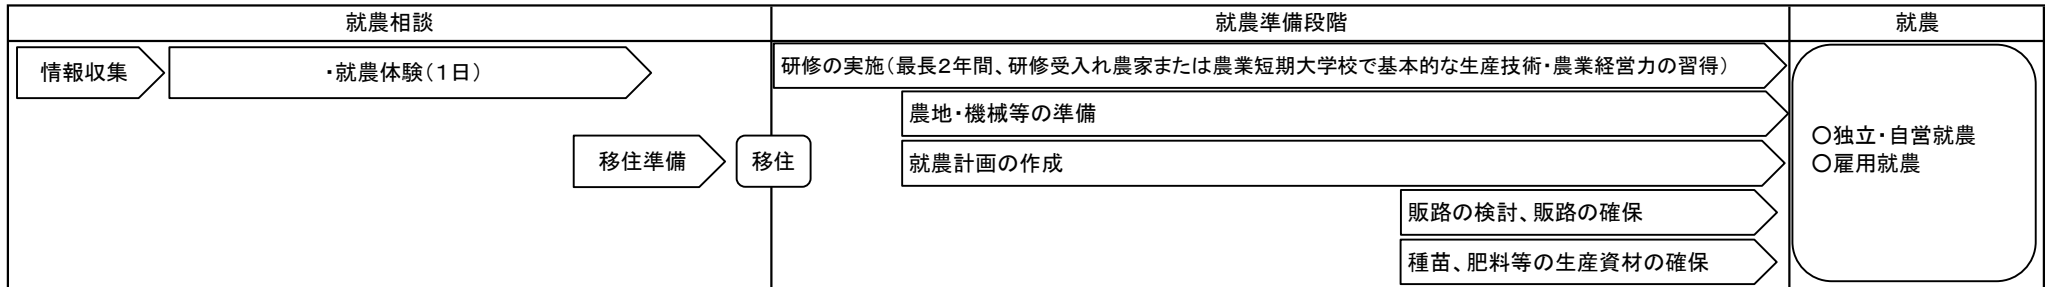 就農相談
就農準備段階
就農
情報収集
・就農体験（１日）
研修の実施（最長２年間、研修受入れ農家または農業短期大学校で基本的な生産技術・農業経営力の習得）
農地・機械等の準備
移住準備
移住
就農計画の作成
販路の検討、販路の確保
種苗、肥料等の生産資材の確保
○独立・自営就農
○雇用就農